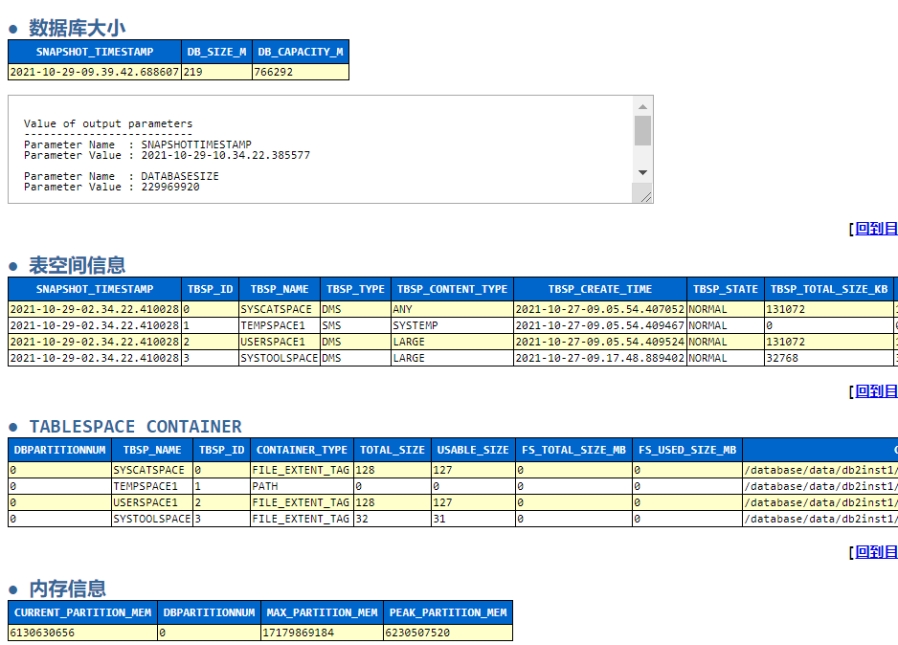 ● 数据库大小
SNAPSHOT_TIMESTAMP DB_SIZE_M DB_CAPACITY_M
2021-10-29-09.39.42.688607 219 766292
Value of output parameters
--------------------------
Parameter Name : SNAPSHOTTIMESTAMP
Parameter Value : 2021-10-29-10.34.22.385577
Parameter Name : DATABASESIZE
Parameter Value : 229969920
[回到目
● 表空间信息
SNAPSHOT_TIMESTAMP TBSP_ID TBSP_NAME TBSP_TYPE TBSP_CONTENT_TYPE TBSP_CREATE_TIME TBSP_STATE TBSP_TOTAL_SIZE_KB
2021-10-29-02.34.22.410028 0 SYSCATSPACE DMS ANY 2021-10-27-09.05.54.407052 NORMAL 131072
2021-10-29-02.34.22.410028 1 TEMPSPACE1 SMS SYSTEMP 2021-10-27-09.05.54.409467 NORMAL 0
2021-10-29-02.34.22.410028 2 USERSPACE1 DMS LARGE 2021-10-27-09.05.54.409524 NORMAL 131072
2021-10-29-02.34.22.410028 3 SYSTOOLSPACE DMS LARGE 2021-10-27-09.17.48.889402 NORMAL 32768
[回到目
● TABLESPACE CONTAINER
DBPARTITIONNUM TBSP_NAME TBSP_ID CONTAINER_TYPE TOTAL_SIZE USABLE_SIZE FS_TOTAL_SIZE_MB FS_USED_SIZE_MB
0 SYSCATSPACE 0 FILE_EXTENT_TAG 128 127 0 0 /database/data/db2inst1/
0 TEMPSPACE1 1 PATH 0 0 0 0 /database/data/db2inst1/
0 USERSPACE1 2 FILE_EXTENT_TAG 128 127 0 0 /database/data/db2inst1/
0 SYSTOOLSPACE 3 FILE_EXTENT_TAG 32 31 0 0 /database/data/db2inst1/
[回到目
● 内存信息
CURRENT_PARTITION_MEM DBPARTITIONNUM MAX_PARTITION_MEM PEAK_PARTITION_MEM
6130630656 0 17179869184 6230507520